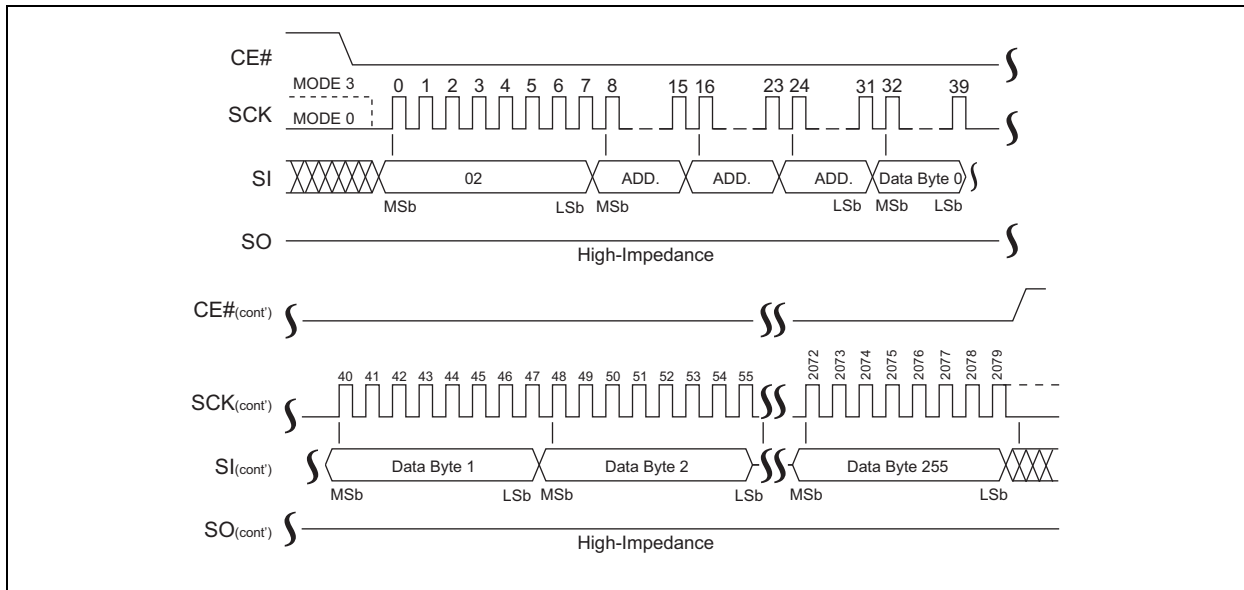 CE#
MODE 3
0 1 2 3 4 5 6 7 8 15 16 23 24 31 32 39
SCK
MODE 0
SI
02 ADD. ADD. ADD. Data Byte 0
MSb LSb MSb LSb MSb LSb
SO
High-Impedance
CE#(cont')
40 41 42 43 44 45 46 47 48 49 50 51 52 53 54 55 2072 2073 2074 2075 2076 2077 2078 2079
SCK(cont')
SI(cont')
Data Byte 1 Data Byte 2 Data Byte 255
MSb LSb MSb LSb MSb LSb
SO(cont')
High-Impedance